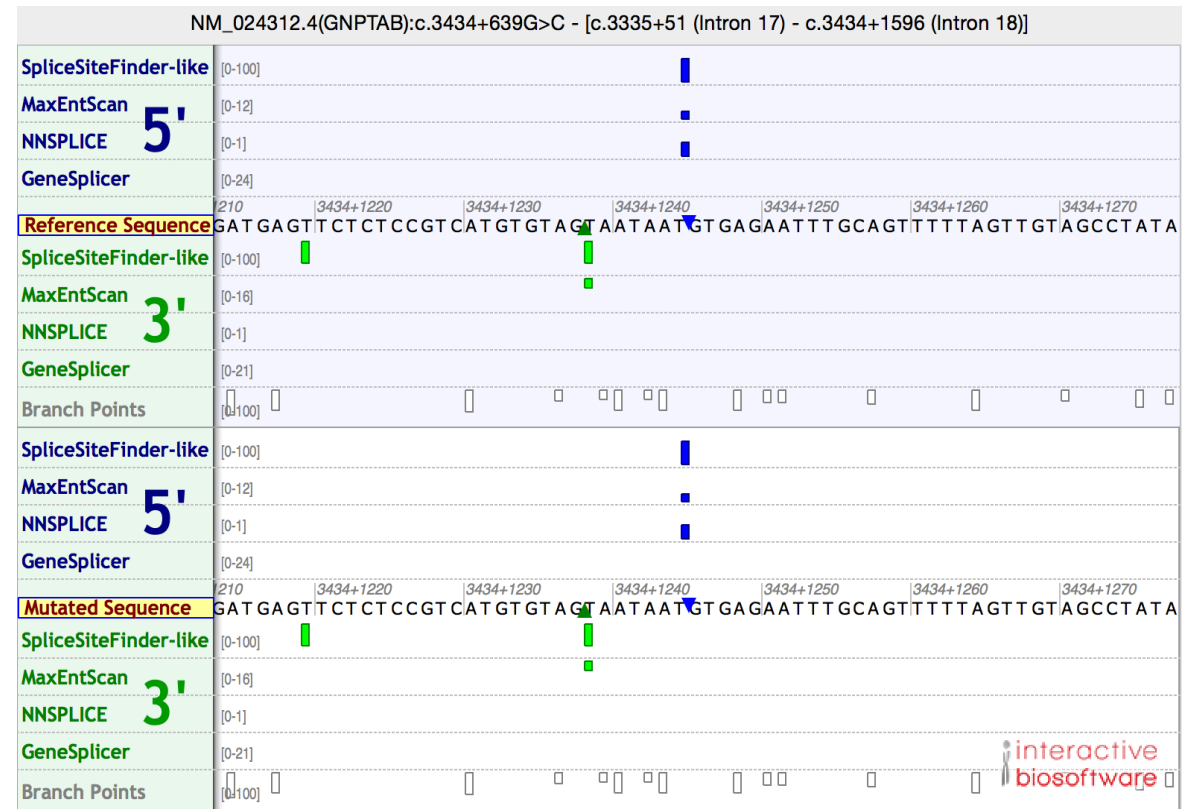 NM_024312.4(GNPTAB):c.3434+639G>C - [c.3335+51 (Intron 17) - c.3434+1596 (Intron 18)]
SpliceSiteFinder-like [0-100]
MaxEntScan [0-12]
5'
NNSPLICE [0-1]
GeneSplicer [0-24]
210 3434+1220 3434+1230 3434+1240 3434+1250 3434+1260 3434+1270
Reference Sequence GATGAGTTCTCTCCGTCATGTGTAGTAATAATGTGAGAATTTGCAGTTTTTAGTTGTAGCCTATA
SpliceSiteFinder-like [0-100]
MaxEntScan [0-16]
3'
NNSPLICE [0-1]
GeneSplicer [0-21]
Branch Points [0-100]
SpliceSiteFinder-like [0-100]
MaxEntScan [0-12]
5'
NNSPLICE [0-1]
GeneSplicer [0-24]
210 3434+1220 3434+1230 3434+1240 3434+1250 3434+1260 3434+1270
Mutated Sequence GATGAGTTCTCTCCGTCATGTGTAGTAATAATGTGAGAATTTGCAGTTTTTAGTTGTAGCCTATA
SpliceSiteFinder-like [0-100]
MaxEntScan [0-16]
3'
NNSPLICE [0-1]
GeneSplicer [0-21]
Branch Points [0-100]
interactive
biosoftware